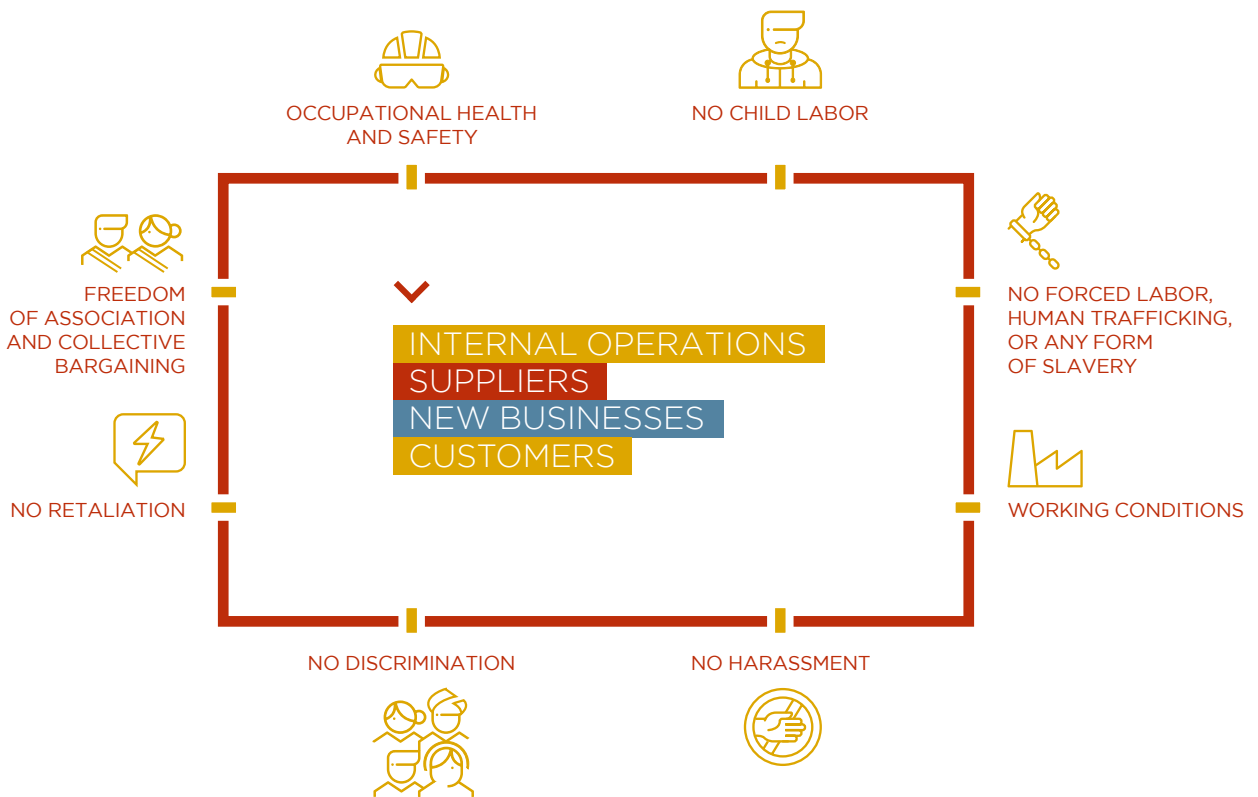 OCCUPATIONAL HEALTH
AND SAFETY
NO CHILD LABOR
FREEDOM
OF ASSOCIATION
AND COLLECTIVE
BARGAINING
NO FORCED LABOR,
HUMAN TRAFFICKING,
OR ANY FORM
OF SLAVERY
INTERNAL OPERATIONS
SUPPLIERS
NEW BUSINESSES
CUSTOMERS
NO RETALIATION
WORKING CONDITIONS
NO DISCRIMINATION
NO HARASSMENT